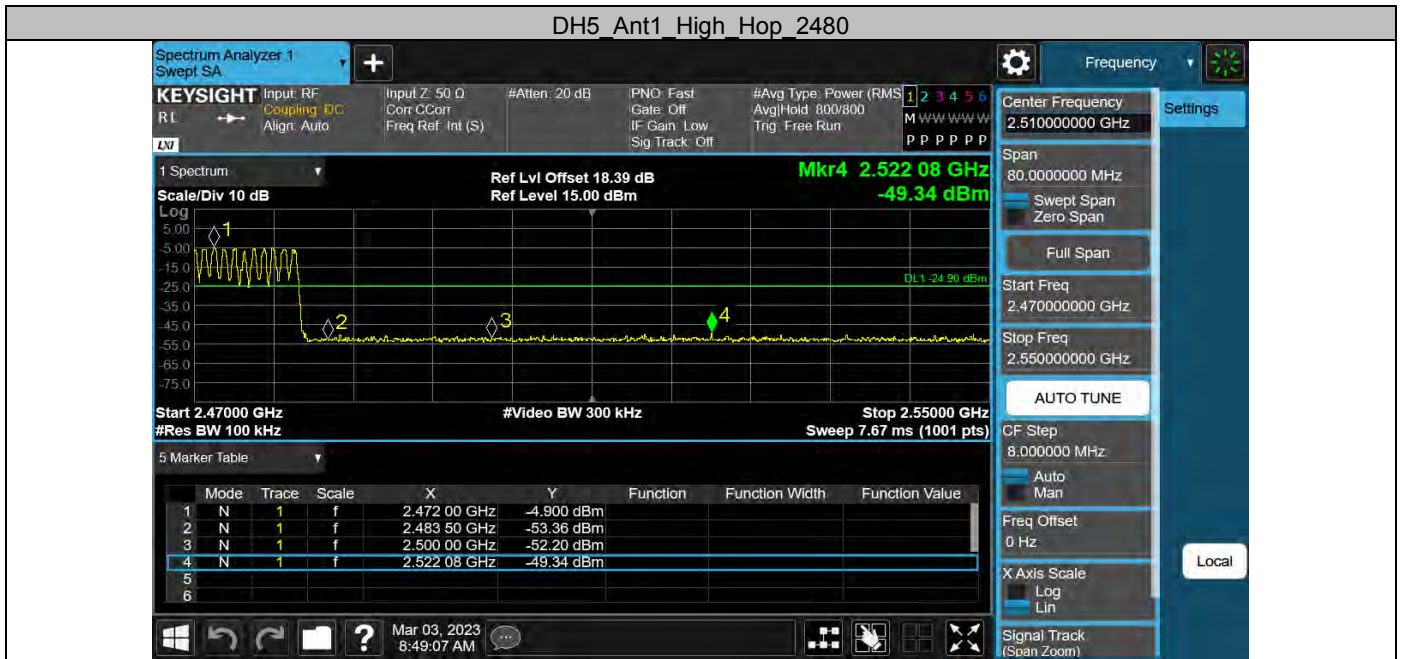 DH5_Ant1_High_Hop_2480
Spectrum Analyzer 1
Swept SA
Frequency
KEYSIGHT
RL
LXI
Input: RF
Coupling: DC
Align: Auto
Input Z: 50 Ω
Corr CCorr
Freq Ref: Int (S)
#Atten: 20 dB
PNO: Fast
Gate: Off
IF Gain: Low
Sig Track: Off
#Avg Type: Power (RMS
Avg|Hold: 800/800
Trig: Free Run
1 2 3 4 5 6
M W W W W W
P P P P P P
1 Spectrum
Scale/Div 10 dB
Ref Lvl Offset 18.39 dB
Ref Level 15.00 dBm
Mkr4 2.522 08 GHz
-49.34 dBm
Log
5.00
-5.00
-15.0
-25.0
-35.0
-45.0
-55.0
-65.0
-75.0
1
2
3
4
DL1 -24.90 dBm
Start 2.47000 GHz
#Video BW 300 kHz
Stop 2.55000 GHz
#Res BW 100 kHz
Sweep 7.67 ms (1001 pts)
5 Marker Table
Mode Trace Scale X Y Function Function Width Function Value
1 N 1 f 2.472 00 GHz -4.900 dBm
2 N 1 f 2.483 50 GHz -53.36 dBm
3 N 1 f 2.500 00 GHz -52.20 dBm
4 N 1 f 2.522 08 GHz -49.34 dBm
5
6
?
Mar 03, 2023
8:49:07 AM
Center Frequency
2.510000000 GHz
Settings
Span
80.0000000 MHz
Swept Span
Zero Span
Full Span
Start Freq
2.470000000 GHz
Stop Freq
2.550000000 GHz
AUTO TUNE
CF Step
8.000000 MHz
Auto
Man
Freq Offset
0 Hz
Local
X Axis Scale
Log
Lin
Signal Track
(Span Zoom)